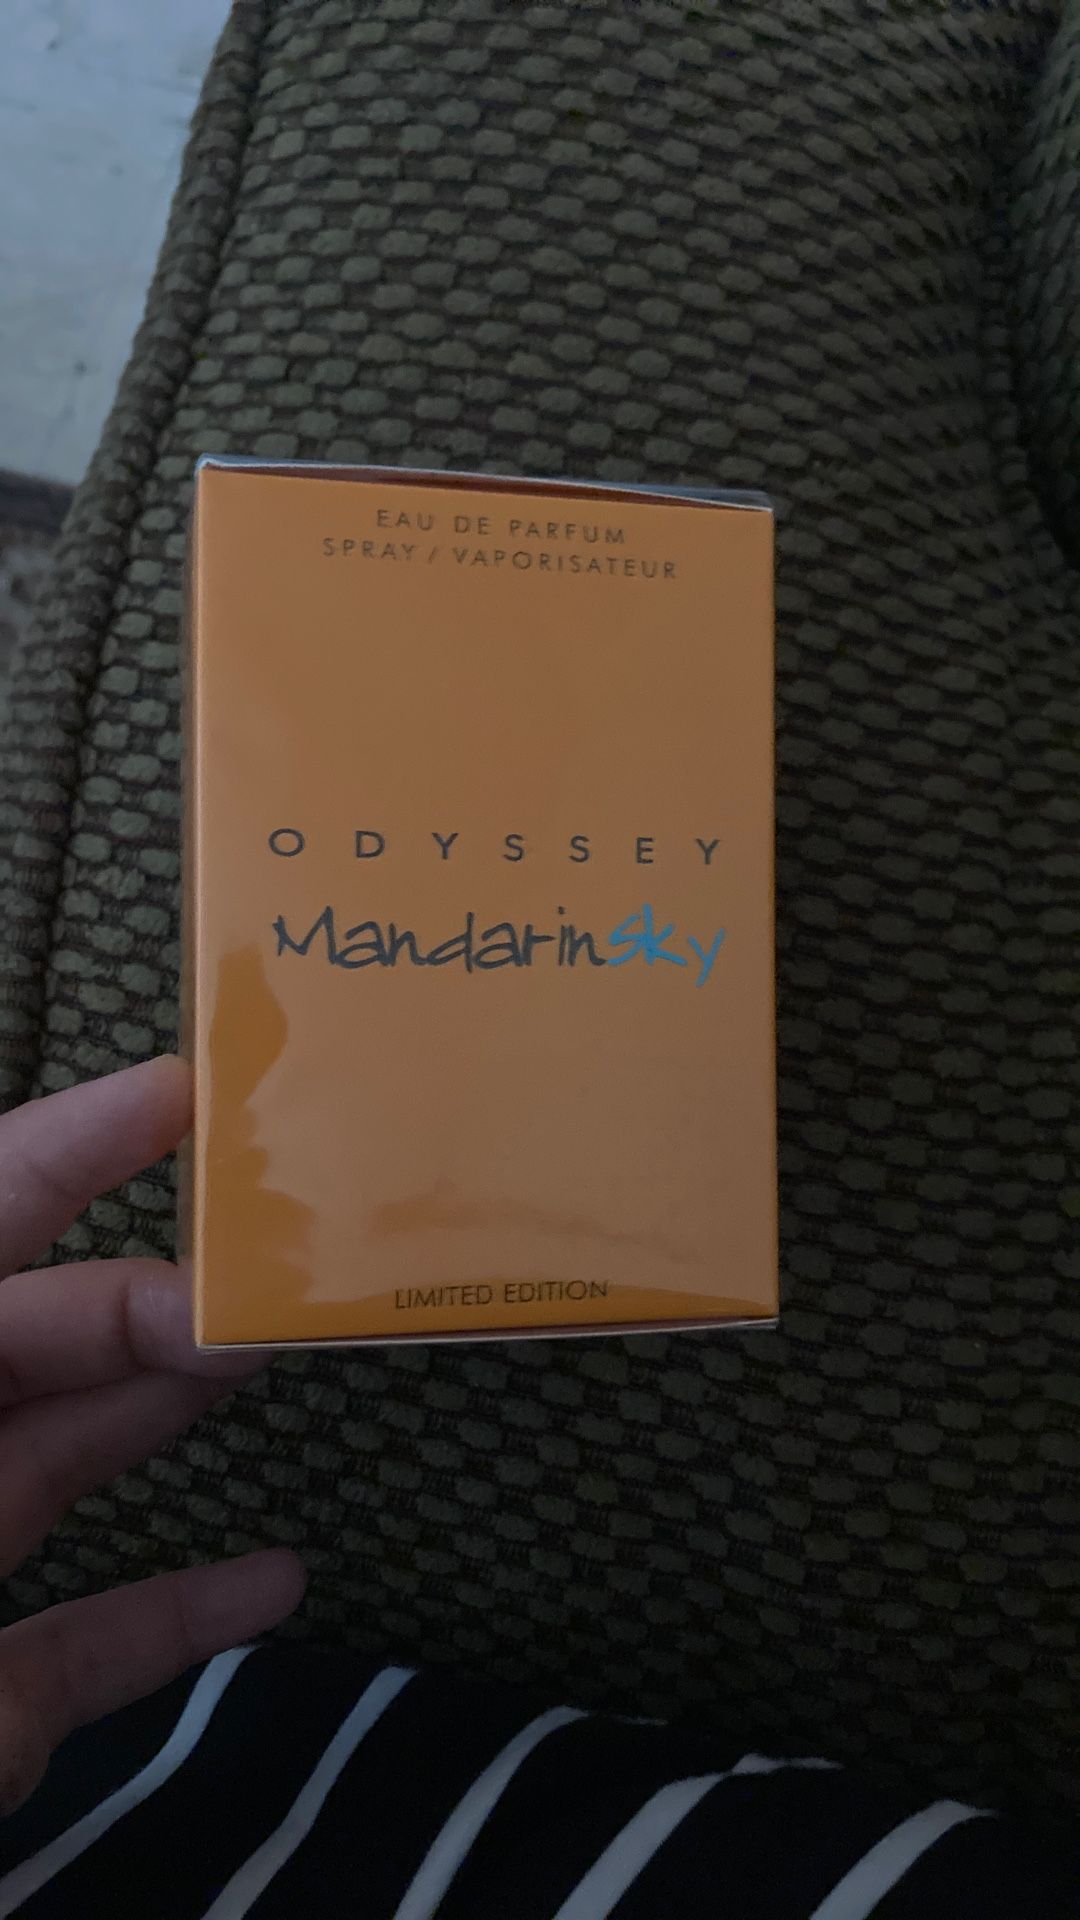 EAU DE PARFUM
SPRAY / VAPORISATEUR
ODYSSEY
Mandarinsky
LIMITED EDITION